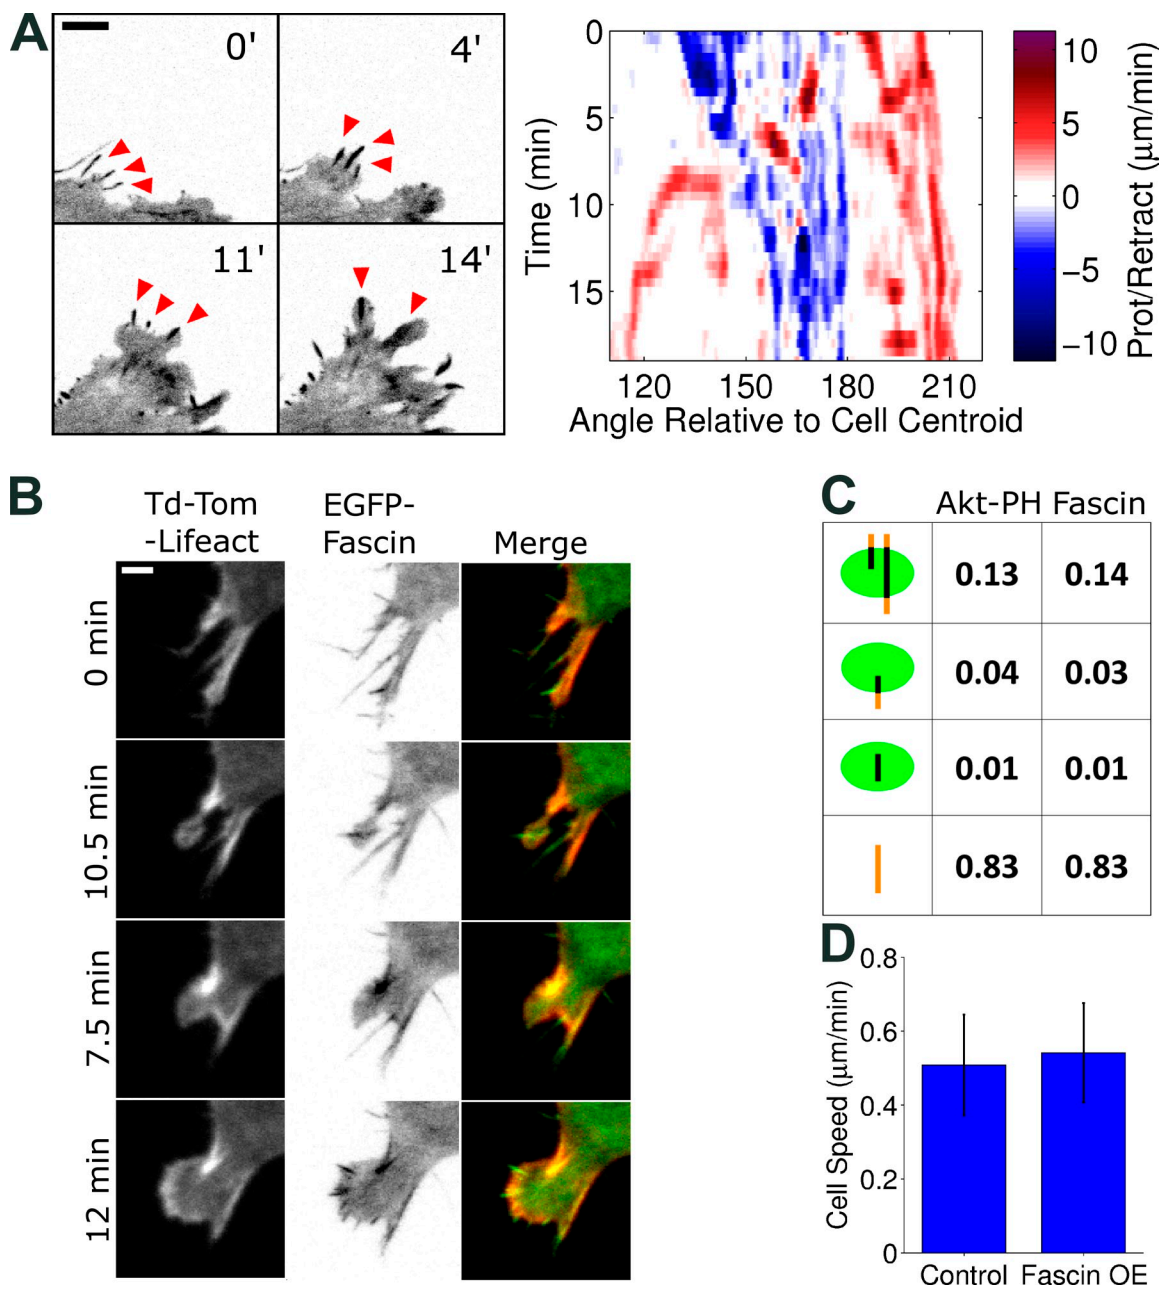 A
0'
4'
11'
14'
0
5
10
15
Time (min)
120 150 180 210
Angle Relative to Cell Centroid
10
5
0
−5
−10
Prot/Retract (μm/min)
B
Td-Tom
-Lifeact
EGFP-
Fascin
Merge
0 min
10.5 min
7.5 min
12 min
C
Akt-PH Fascin
0.13 0.14
0.04 0.03
0.01 0.01
0.83 0.83
D
0.8
0.6
0.4
0.2
0
Cell Speed (μm/min)
Control Fascin OE